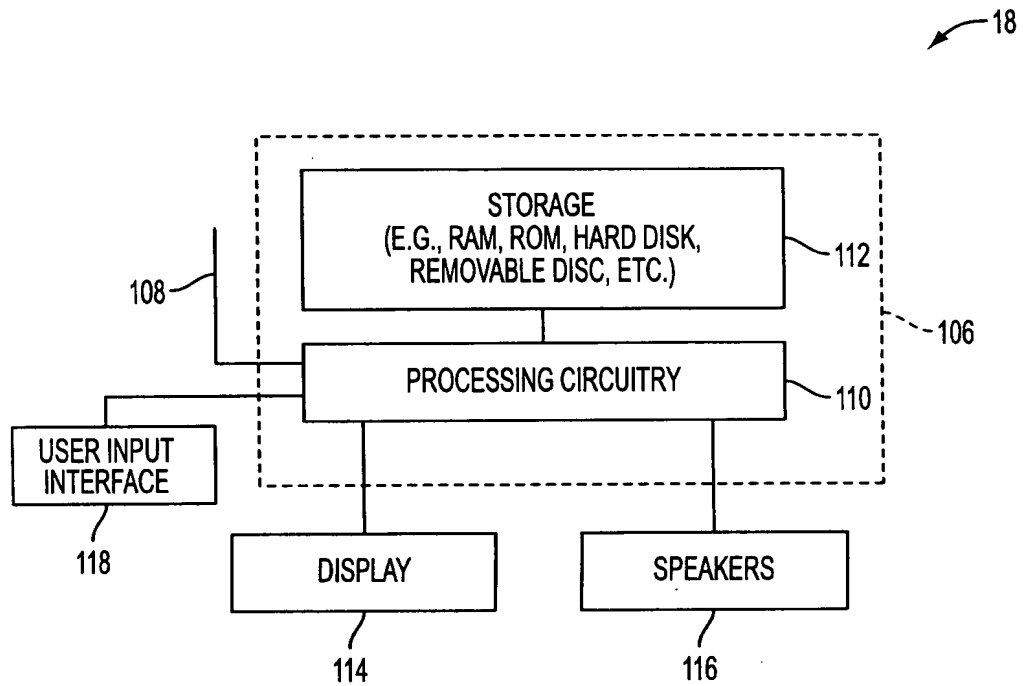 18
STORAGE
(E.G., RAM, ROM, HARD DISK,
REMOVABLE DISC, ETC.)
112
108
106
PROCESSING CIRCUITRY
110
USER INPUT
INTERFACE
118
DISPLAY
SPEAKERS
114
116